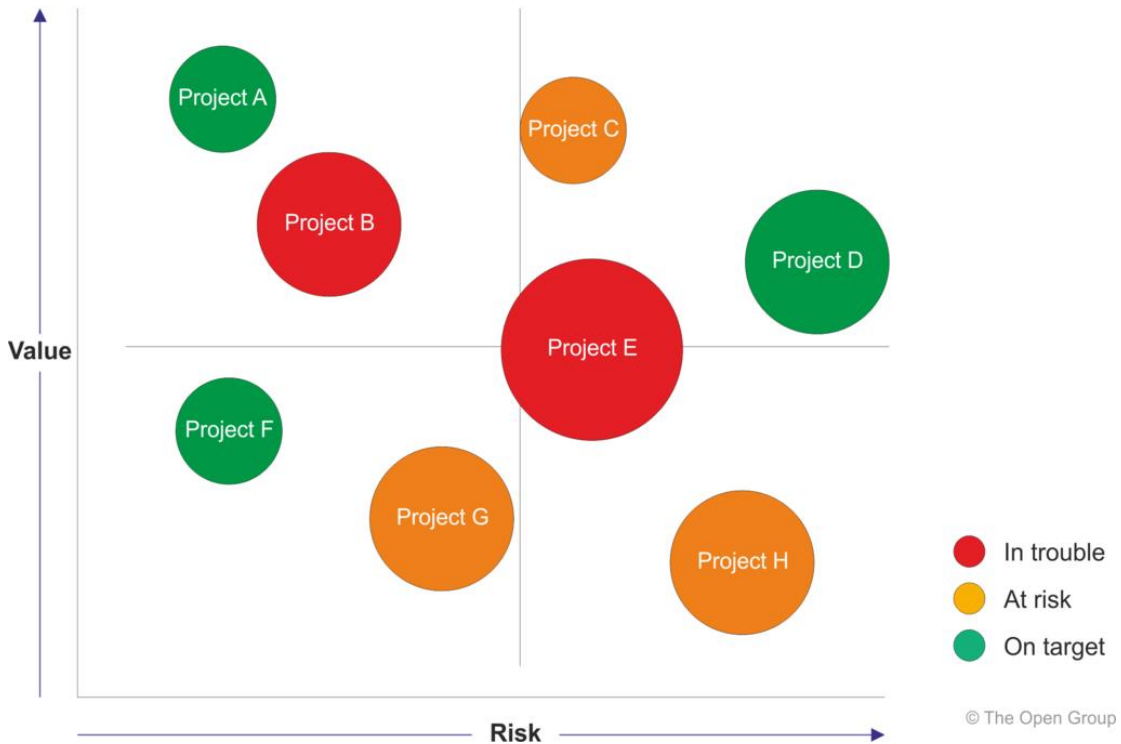 Project A
Project C
Project B
Project D
Value
Project E
Project F
Project G
Project H
In trouble
At risk
On target
© The Open Group
Risk